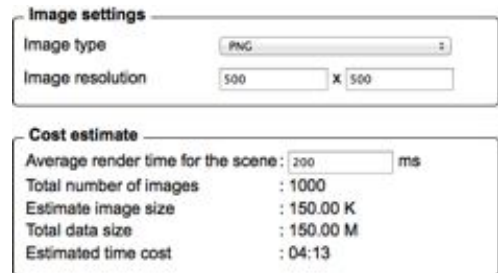 Image settings
Image type PNG
Image resolution 500 x 500
Cost estimate
Average render time for the scene: 200 ms
Total number of images : 1000
Estimate image size : 150.00 K
Total data size : 150.00 M
Estimated time cost : 04:13